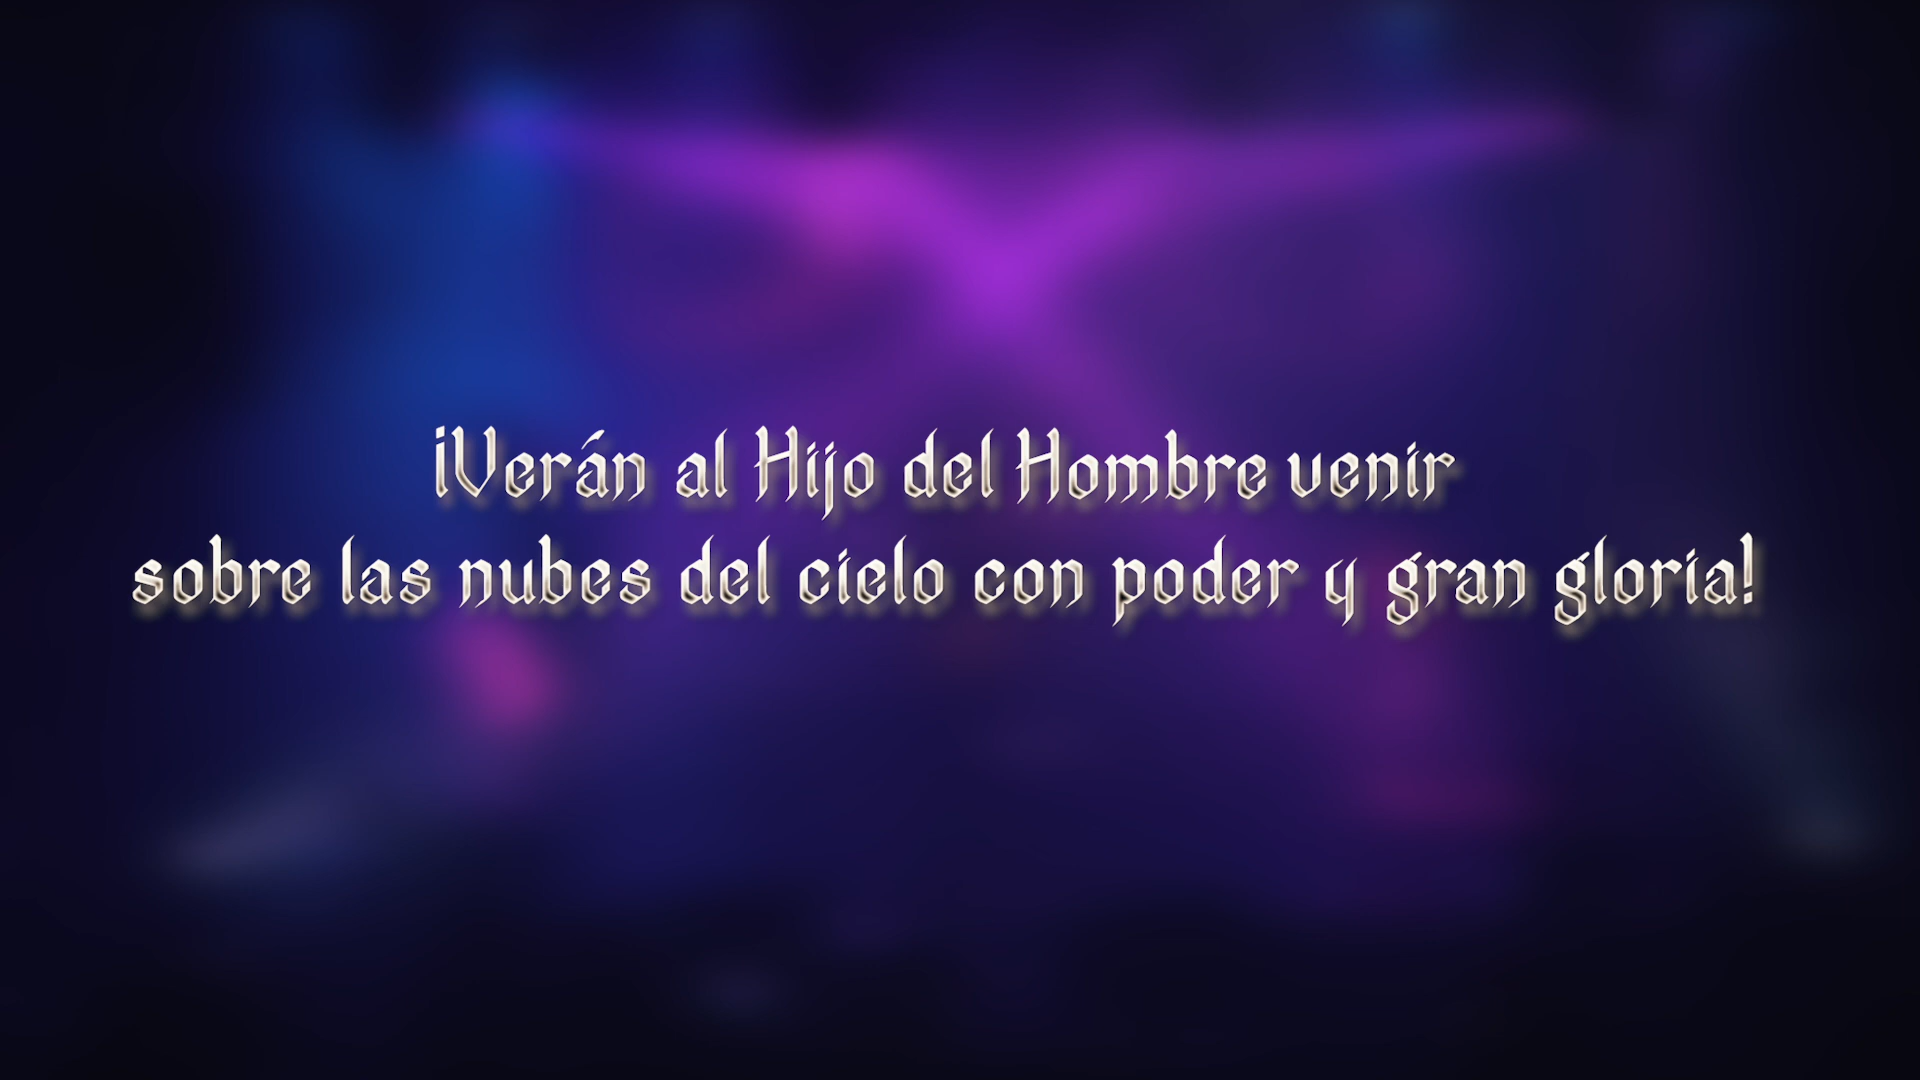 ¡Verán al Hijo del Hombre venir
sobre las nubes del cielo con poder y gran gloria!